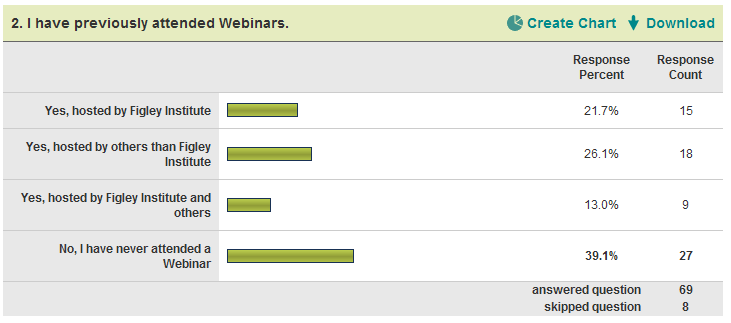 2. I have previously attended Webinars. Create Chart Download
Response Percent Response Count
Yes, hosted by Figley Institute 21.7% 15
Yes, hosted by others than Figley Institute 26.1% 18
Yes, hosted by Figley Institute and others 13.0% 9
No, I have never attended a Webinar 39.1% 27
answered question 69
skipped question 8